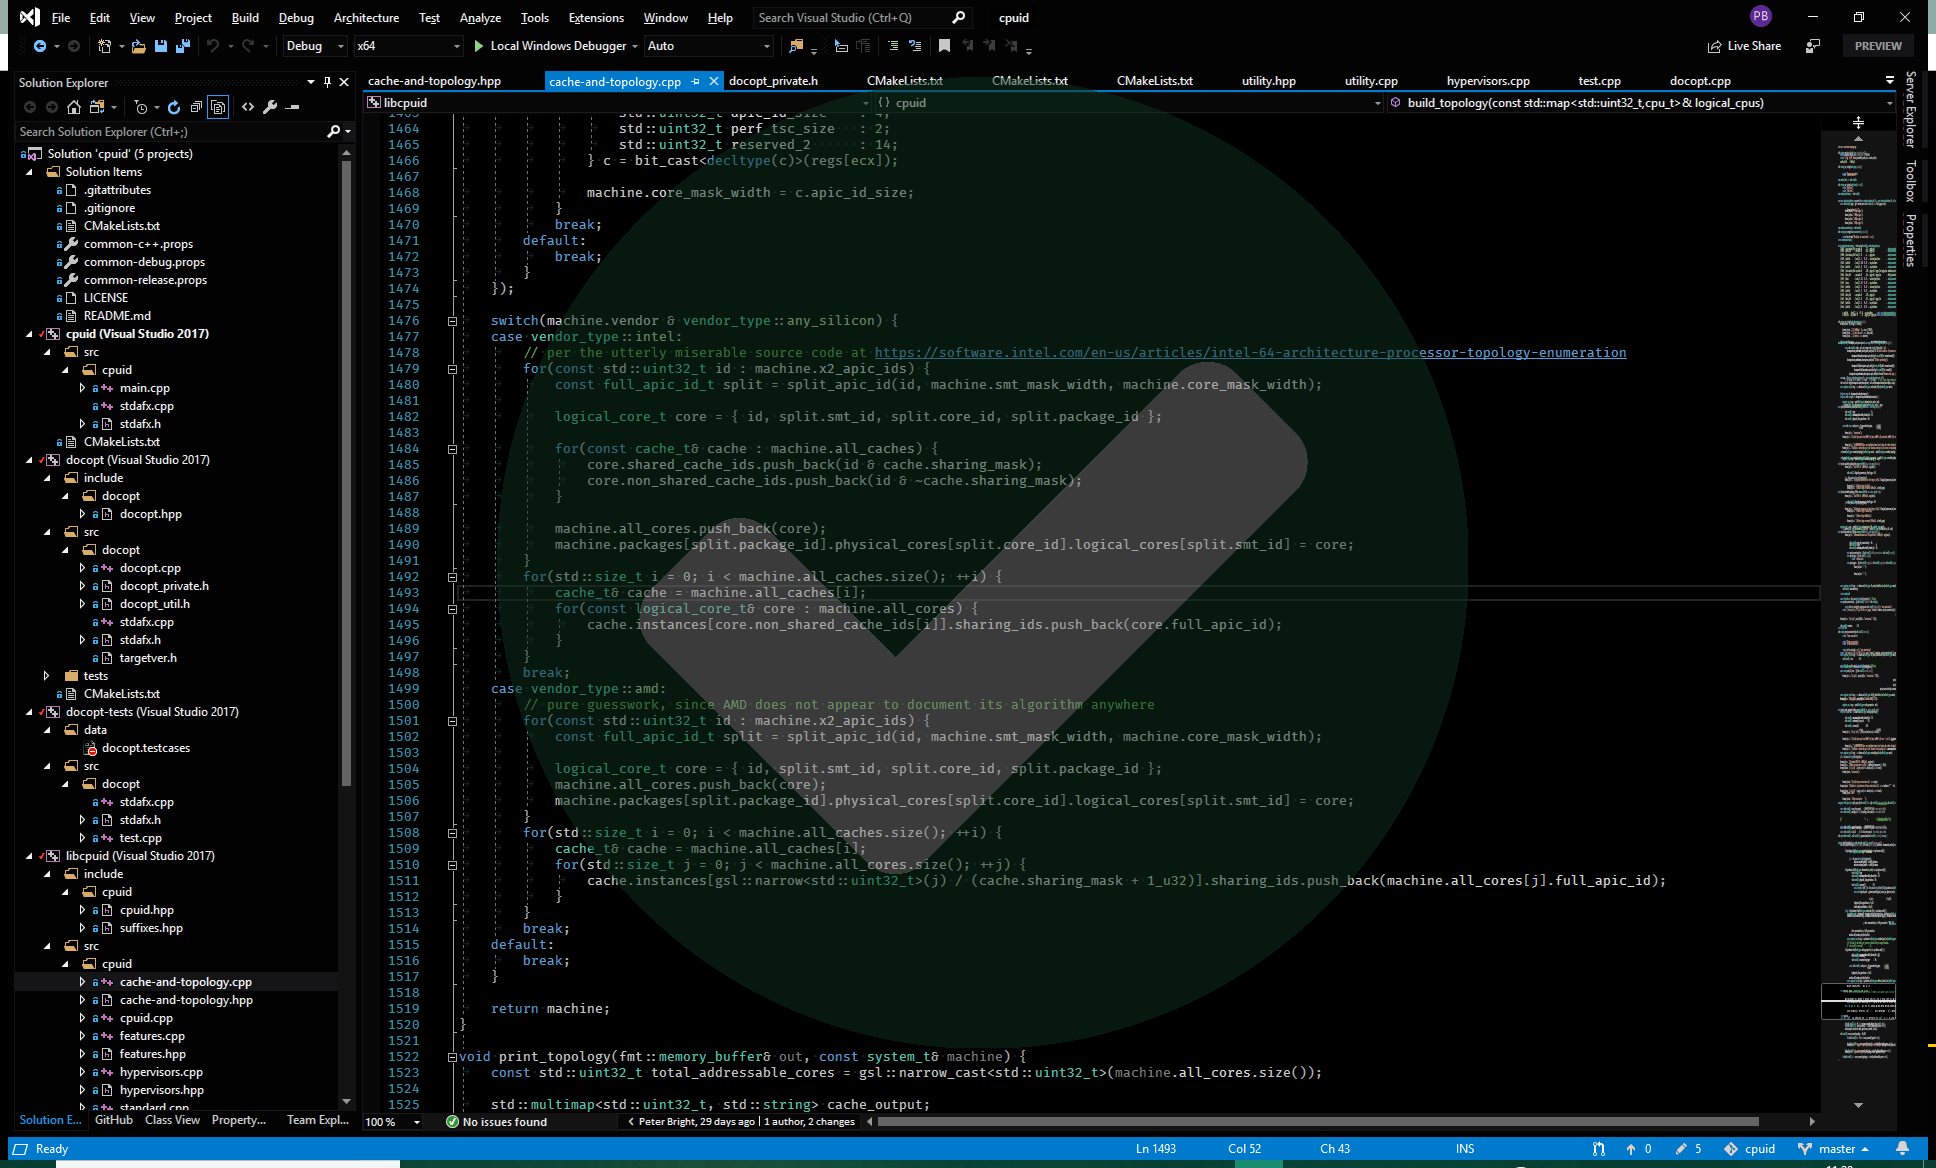 File Edit View Project Build Debug Architecture Test Analyze Tools Extensions Window Help Search Visual Studio (Ctrl+Q) cpuid PB
Debug x64 Local Windows Debugger Auto Live Share PREVIEW
Solution Explorer
Search Solution Explorer (Ctrl+;)
Solution 'cpuid' (5 projects)
Solution Items
.gitattributes
.gitignore
CMakeLists.txt
common-c++.props
common-debug.props
common-release.props
LICENSE
README.md
cpuid (Visual Studio 2017)
src
cpuid
main.cpp
stdafx.cpp
stdafx.h
CMakeLists.txt
docopt (Visual Studio 2017)
include
docopt
docopt.hpp
src
docopt
docopt.cpp
docopt_private.h
docopt_util.h
stdafx.cpp
stdafx.h
targetver.h
tests
CMakeLists.txt
docopt-tests (Visual Studio 2017)
data
docopt.testcases
src
docopt
stdafx.cpp
stdafx.h
test.cpp
libcpuid (Visual Studio 2017)
include
cpuid
cpuid.hpp
suffixes.hpp
src
cpuid
cache-and-topology.cpp
cache-and-topology.hpp
cpuid.cpp
features.cpp
features.hpp
hypervisors.cpp
hypervisors.hpp
standard.cpp
Solution E... GitHub Class View Property... Team Expl...
cache-and-topology.hpp cache-and-topology.cpp docopt_private.h CMakeLists.txt CMakeLists.txt CMakeLists.txt utility.hpp utility.cpp hypervisors.cpp test.cpp docopt.cpp
libcpuid {} cpuid build_topology(const std::map<std::uint32_t,cpu_t>& logical_cpus)
1463 std::uint32_t apic_id_size : 4;
1464 std::uint32_t perf_tsc_size : 2;
1465 std::uint32_t reserved_2 : 14;
1466 } c = bit_cast<decltype(c)>(regs[ecx]);
1467
1468 machine.core_mask_width = c.apic_id_size;
1469 }
1470 break;
1471 default:
1472 break;
1473 }
1474 });
1475
1476 switch(machine.vendor & vendor_type::any_silicon) {
1477 case vendor_type::intel:
1478 // per the utterly miserable source code at https://software.intel.com/en-us/articles/intel-64-architecture-processor-topology-enumeration
1479 for(const std::uint32_t id : machine.x2_apic_ids) {
1480 const full_apic_id_t split = split_apic_id(id, machine.smt_mask_width, machine.core_mask_width);
1481
1482 logical_core_t core = { id, split.smt_id, split.core_id, split.package_id };
1483
1484 for(const cache_t& cache : machine.all_caches) {
1485 core.shared_cache_ids.push_back(id & cache.sharing_mask);
1486 core.non_shared_cache_ids.push_back(id & ~cache.sharing_mask);
1487 }
1488
1489 machine.all_cores.push_back(core);
1490 machine.packages[split.package_id].physical_cores[split.core_id].logical_cores[split.smt_id] = core;
1491 }
1492 for(std::size_t i = 0; i < machine.all_caches.size(); ++i) {
1493 cache_t& cache = machine.all_caches[i];
1494 for(const logical_core_t& core : machine.all_cores) {
1495 cache.instances[core.non_shared_cache_ids[i]].sharing_ids.push_back(core.full_apic_id);
1496 }
1497 }
1498 break;
1499 case vendor_type::amd:
1500 // pure guesswork, since AMD does not appear to document its algorithm anywhere
1501 for(const std::uint32_t id : machine.x2_apic_ids) {
1502 const full_apic_id_t split = split_apic_id(id, machine.smt_mask_width, machine.core_mask_width);
1503
1504 logical_core_t core = { id, split.smt_id, split.core_id, split.package_id };
1505 machine.all_cores.push_back(core);
1506 machine.packages[split.package_id].physical_cores[split.core_id].logical_cores[split.smt_id] = core;
1507 }
1508 for(std::size_t i = 0; i < machine.all_caches.size(); ++i) {
1509 cache_t& cache = machine.all_caches[i];
1510 for(std::size_t j = 0; j < machine.all_cores.size(); ++j) {
1511 cache.instances[gsl::narrow<std::uint32_t>(j) / (cache.sharing_mask + 1_u32)].sharing_ids.push_back(machine.all_cores[j].full_apic_id);
1512 }
1513 }
1514 break;
1515 default:
1516 break;
1517 }
1518
1519 return machine;
1520 }
1521
1522 void print_topology(fmt::memory_buffer& out, const system_t& machine) {
1523 const std::uint32_t total_addressable_cores = gsl::narrow_cast<std::uint32_t>(machine.all_cores.size());
1524
1525 std::multimap<std::uint32_t, std::string> cache_output;
100 % No issues found Peter Bright, 29 days ago | 1 author, 2 changes
Server Explorer
Toolbox
Properties
Ready Ln 1493 Col 52 Ch 43 INS 0 5 cpuid master